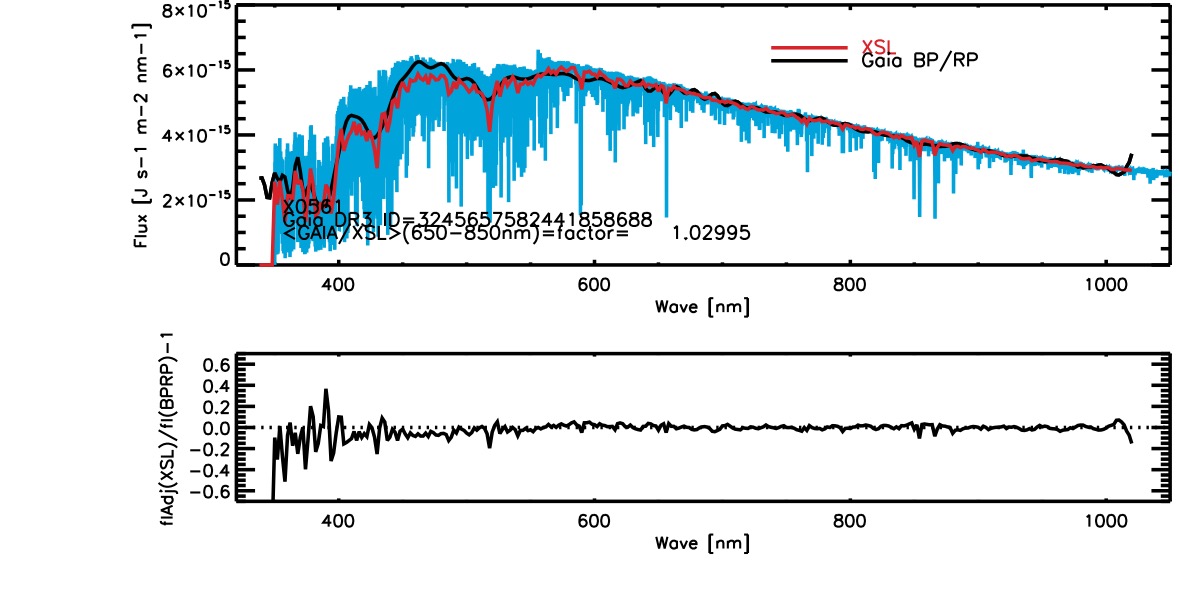 8×10−15
6×10−15
4×10−15
2×10−15
0
Flux [J s−1 m−2 nm−1]
XSL
Gaia BP/RP
X0561
Gaia DR3 ID=3245657582441858688
<GAIA/XSL>(650−850nm)=factor= 1.02995
400 600 800 1000
Wave [nm]
flAdj(XSL)/fl(BPRP)−1
0.6
0.4
0.2
0.0
−0.2
−0.4
−0.6
400 600 800 1000
Wave [nm]